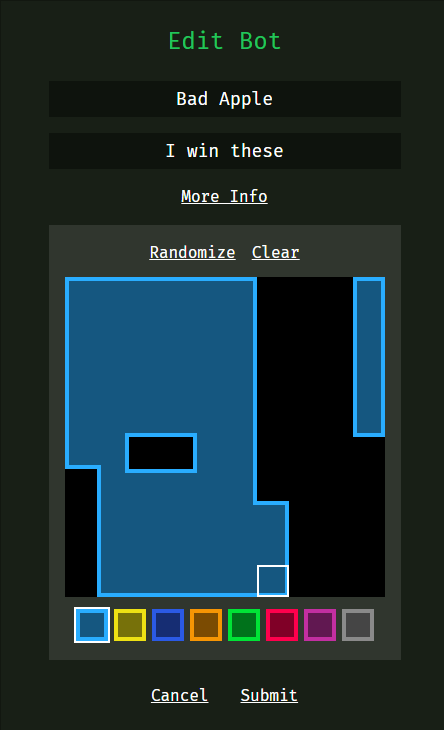 Edit Bot
Bad Apple
I win these
More Info
Randomize Clear
Cancel Submit